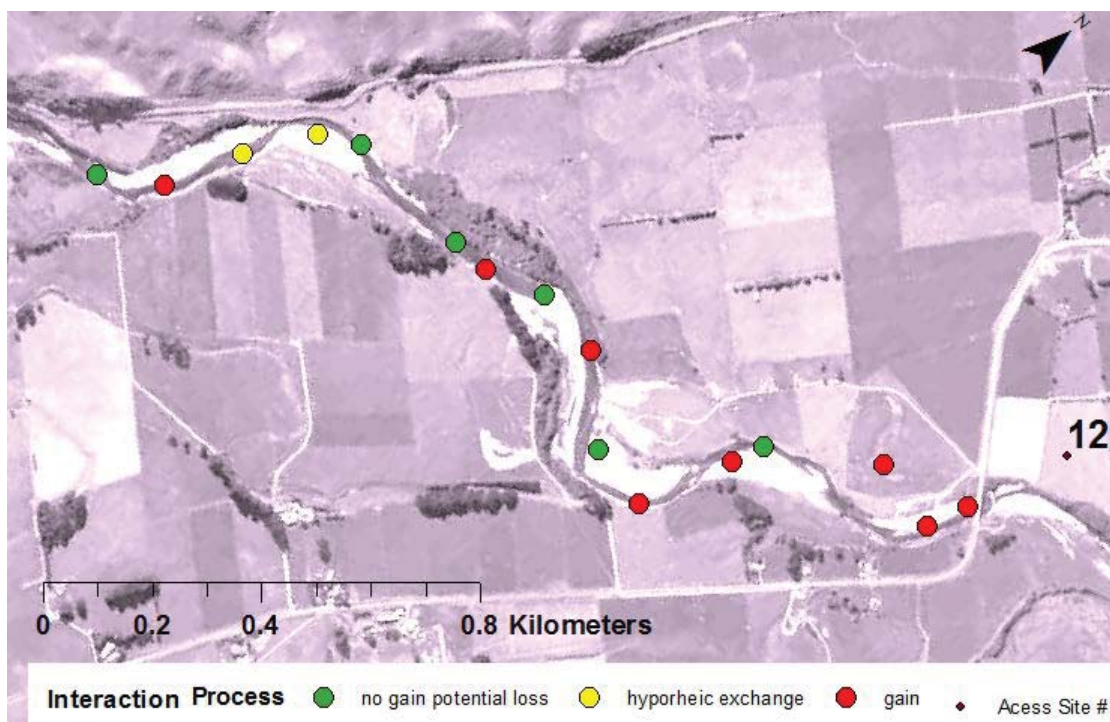 N
12
0 0.2 0.4 0.8 Kilometers
Interaction Process no gain potential loss hyporheic exchange gain Acess Site #